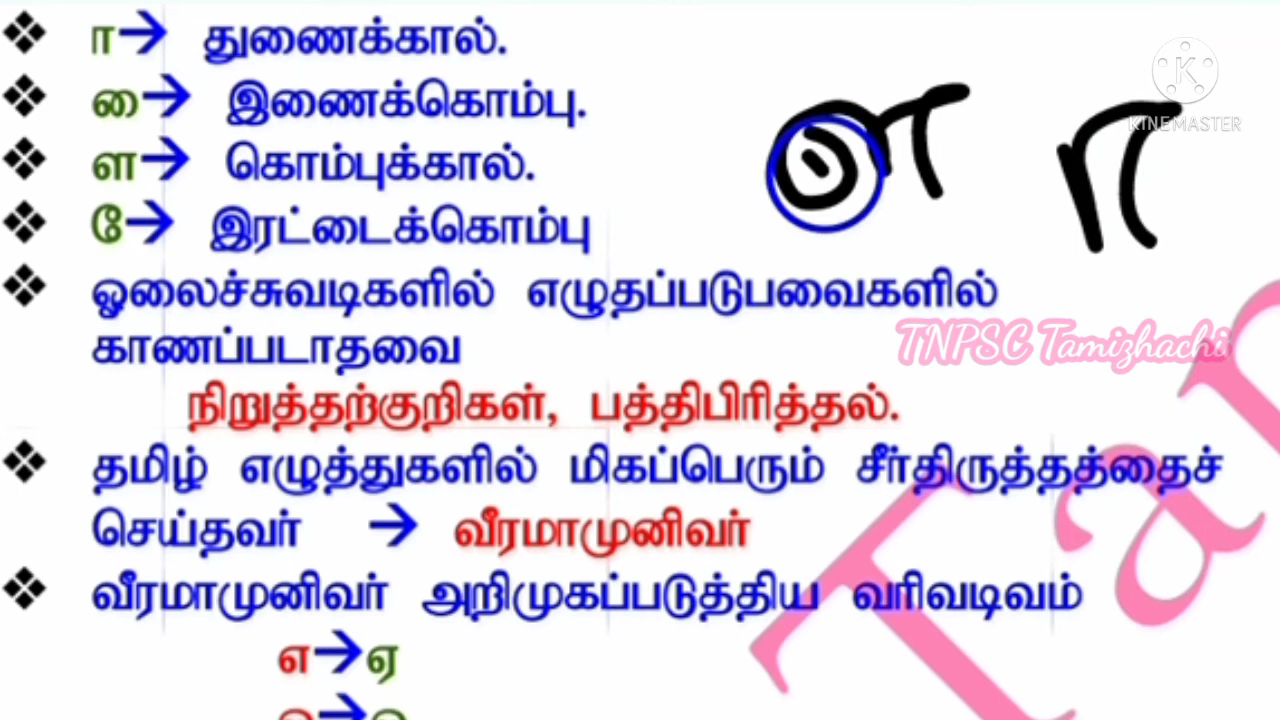 ❖ ா→ துணைக்கால்.
❖ ை→ இணைக்கொம்பு.
❖ ள→ கொம்புக்கால்.
❖ ே→ இரட்டைக்கொம்பு
❖ ஓலைச்சுவடிகளில் எழுதப்படுபவைகளில்
காணப்படாதவை
நிறுத்தற்குறிகள், பத்திபிரித்தல்.
❖ தமிழ் எழுத்துகளில் மிகப்பெரும் சீர்திருத்தத்தைச்
செய்தவர் → வீரமாமுனிவர்
❖ வீரமாமுனிவர் அறிமுகப்படுத்திய வரிவடிவம்
எ→ஏ
KINEMASTER
TNPSC Tamizhachi
Tam